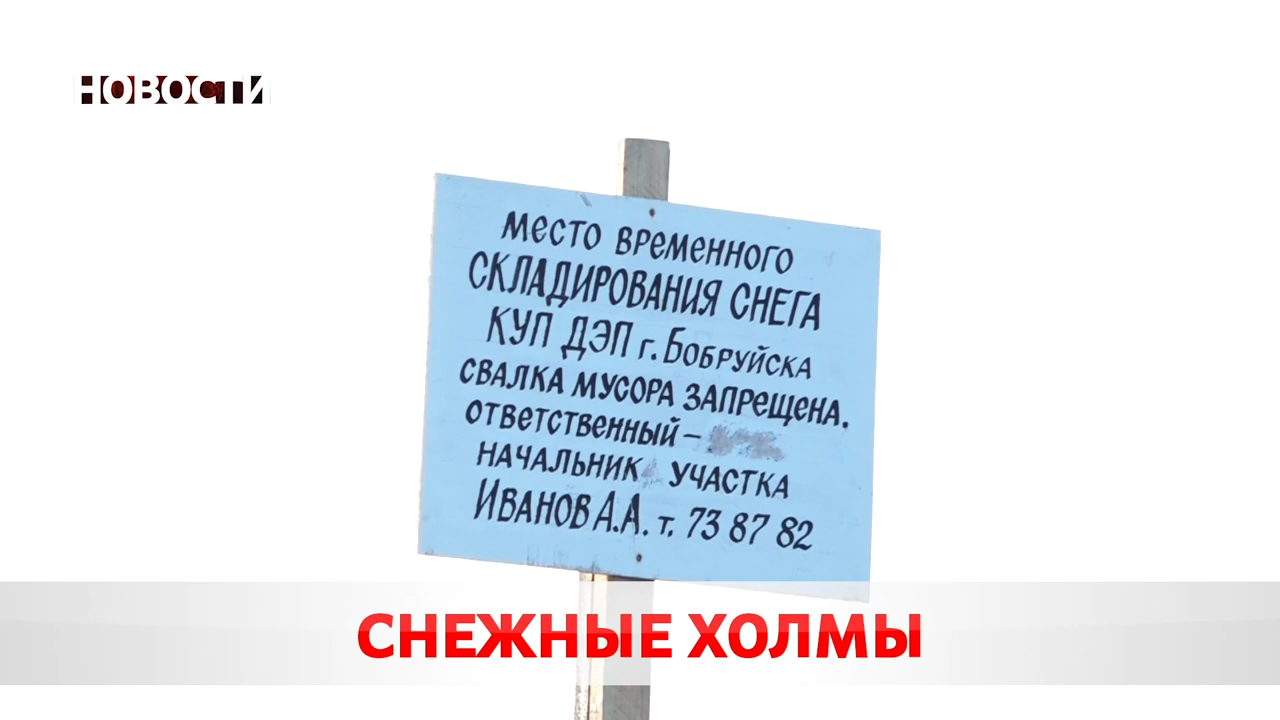 НОВОСТИ
место временного
СКЛАДИРОВАНИЯ СНЕГА
КУП ДЭП г. Бобруйска
СВАЛКА МУСОРА ЗАПРЕЩЕНА.
ответственный –
НАЧАЛЬНИК УЧАСТКА
ИВАНОВ А.А. т. 73 87 82
СНЕЖНЫЕ ХОЛМЫ